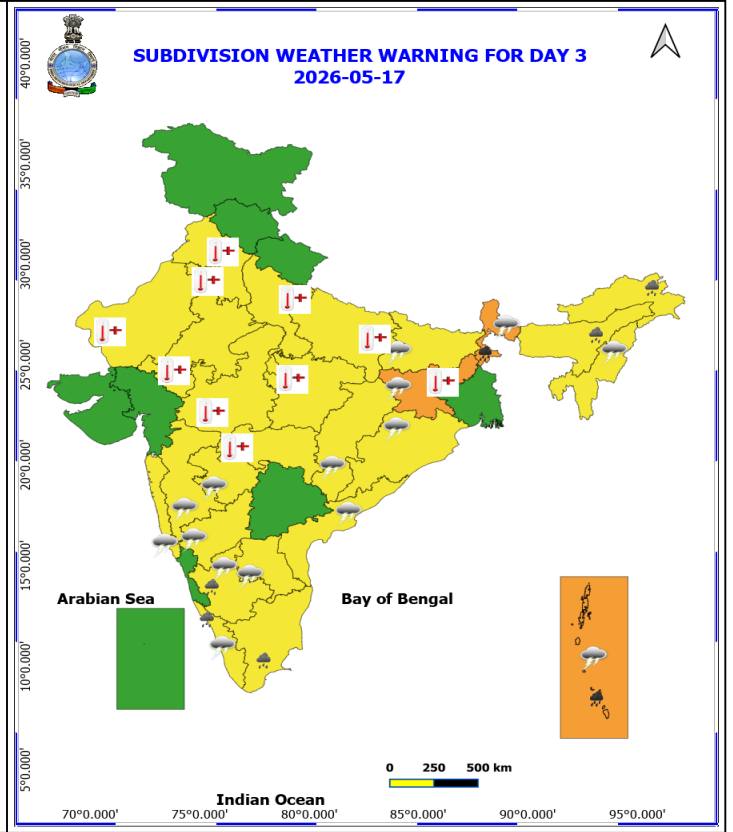 SUBDIVISION WEATHER WARNING FOR DAY 3
2026-05-17
40°0.000'
35°0.000'
30°0.000'
25°0.000'
20°0.000'
15°0.000'
Arabian Sea
Bay of Bengal
10°0.000'
5°0.000'
0 250 500 km
Indian Ocean
70°0.000' 75°0.000' 80°0.000' 85°0.000' 90°0.000' 95°0.000'